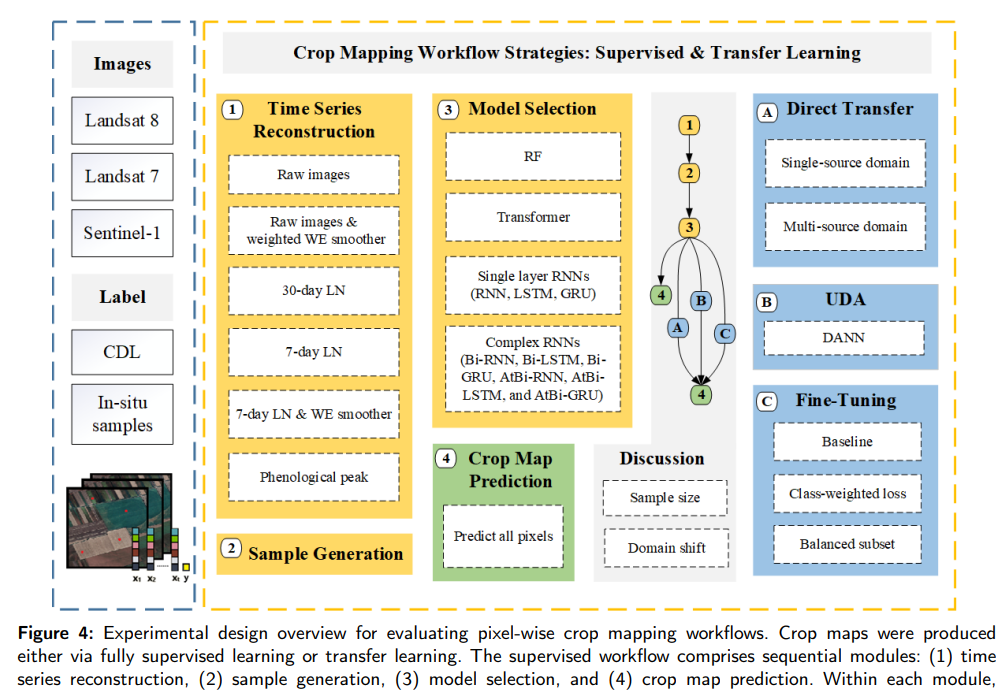 Images
Landsat 8
Landsat 7
Sentinel-1
Label
CDL
In-situ
samples
x₁ x₂ ...... xₜ y
Crop Mapping Workflow Strategies: Supervised & Transfer Learning
1
Time Series
Reconstruction
Raw images
Raw images &
weighted WE smoother
30-day LN
7-day LN
7-day LN & WE smoother
Phenological peak
2
Sample Generation
3
Model Selection
RF
Transformer
Single layer RNNs
(RNN, LSTM, GRU)
Complex RNNs
(Bi-RNN, Bi-LSTM, Bi-
GRU, AtBi-RNN, AtBi-
LSTM, and AtBi-GRU)
4
Crop Map
Prediction
Predict all pixels
1
2
3
4
A
B
C
4
Discussion
Sample size
Domain shift
A
Direct Transfer
Single-source domain
Multi-source domain
B
UDA
DANN
C
Fine-Tuning
Baseline
Class-weighted loss
Balanced subset
Figure 4: Experimental design overview for evaluating pixel-wise crop mapping workflows. Crop maps were produced
either via fully supervised learning or transfer learning. The supervised workflow comprises sequential modules: (1) time
series reconstruction, (2) sample generation, (3) model selection, and (4) crop map prediction. Within each module,